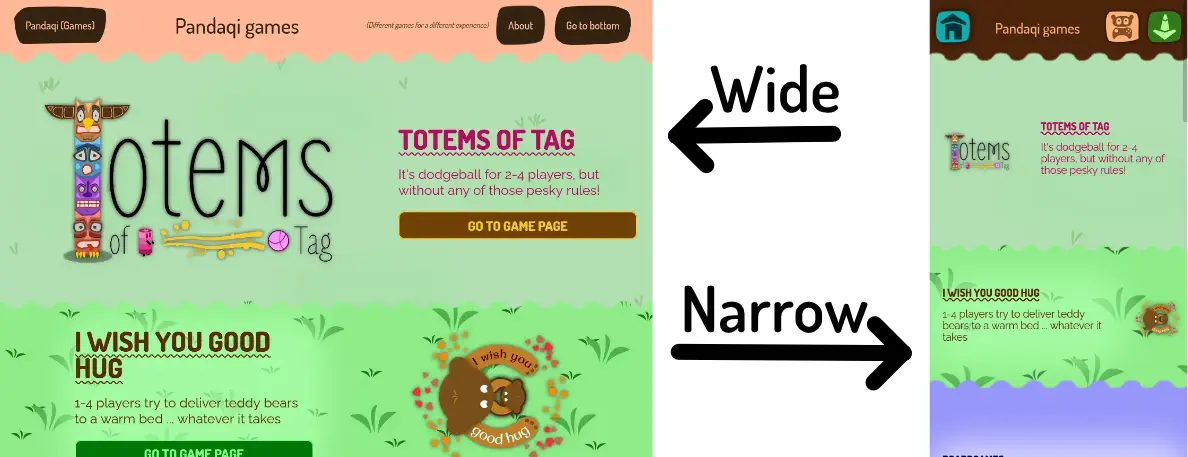 Pandaqi [Games]
Pandaqi games
(Different games for a different experience)
About
Go to bottom
Totems
of Tag
TOTEMS OF TAG
It's dodgeball for 2-4 players, but
without any of those pesky rules!
GO TO GAME PAGE
I WISH YOU GOOD
HUG
1-4 players try to deliver teddy bears
to a warm bed ... whatever it takes
GO TO GAME PAGE
I wish you
good hug
Wide
Narrow
Pandaqi games
Totems
of Tag
TOTEMS OF TAG
It's dodgeball for 2-4
players, but without any of
those pesky rules!
I WISH YOU GOOD HUG
1-4 players try to deliver teddy
bears to a warm bed ... whatever it
takes